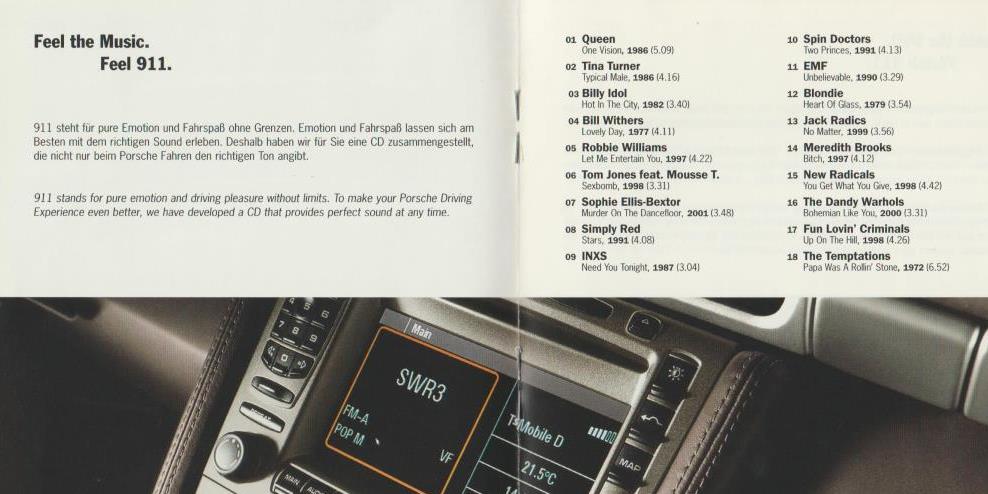 Feel the Music.
Feel 911.
911 steht für pure Emotion und Fahrspaß ohne Grenzen. Emotion und Fahrspaß lassen sich am
Besten mit dem richtigen Sound erleben. Deshalb haben wir für Sie eine CD zusammengestellt,
die nicht nur beim Porsche Fahren den richtigen Ton angibt.
911 stands for pure emotion and driving pleasure without limits. To make your Porsche Driving
Experience even better, we have developed a CD that provides perfect sound at any time.
01 Queen
One Vision, 1986 (5.09)
02 Tina Turner
Typical Male, 1986 (4.16)
03 Billy Idol
Hot In The City, 1982 (3.40)
04 Bill Withers
Lovely Day, 1977 (4.11)
05 Robbie Williams
Let Me Entertain You, 1997 (4.22)
06 Tom Jones feat. Mousse T.
Sexbomb, 1998 (3.31)
07 Sophie Ellis-Bextor
Murder On The Dancefloor, 2001 (3.48)
08 Simply Red
Stars, 1991 (4.08)
09 INXS
Need You Tonight, 1987 (3.04)
10 Spin Doctors
Two Princes, 1991 (4.13)
11 EMF
Unbelievable, 1990 (3.29)
12 Blondie
Heart Of Glass, 1979 (3.54)
13 Jack Radics
No Matter, 1999 (3.56)
14 Meredith Brooks
Bitch, 1997 (4.12)
15 New Radicals
You Get What You Give, 1998 (4.42)
16 The Dandy Warhols
Bohemian Like You, 2000 (3.31)
17 Fun Lovin' Criminals
Up On The Hill, 1998 (4.26)
18 The Temptations
Papa Was A Rollin' Stone, 1972 (6.52)
4 5 6
7 8 9
0
Main
SWR3
FM-A
POP M
VF
T-Mobile D
21.5°C
MAP
MAIN